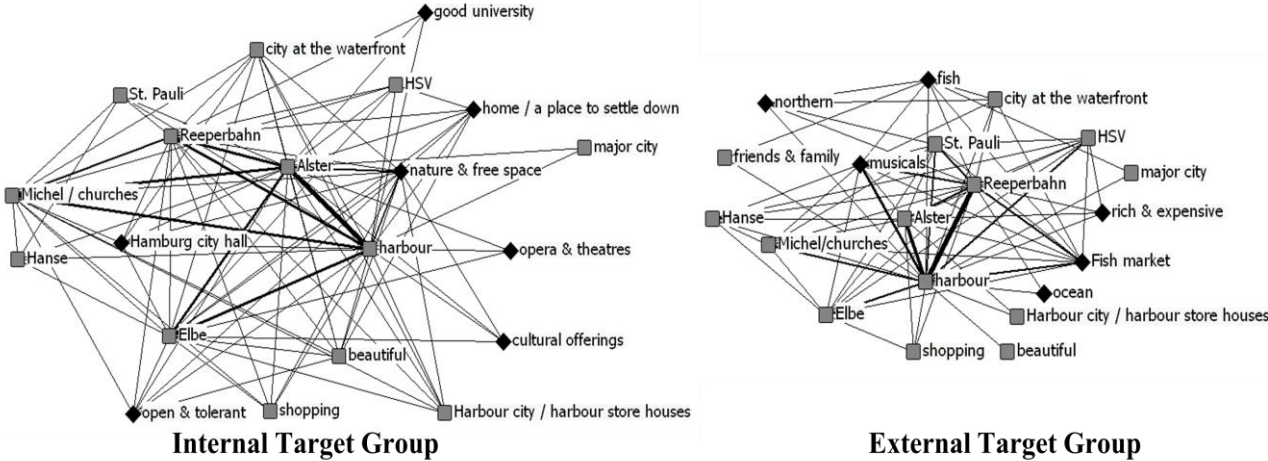 good university
city at the waterfront
HSV
St. Pauli
home / a place to settle down
Reeperbahn
major city
Alster
nature & free space
Michel / churches
Hamburg city hall
harbour
opera & theatres
Hanse
Elbe
cultural offerings
beautiful
open & tolerant
shopping
Harbour city / harbour store houses
Internal Target Group
fish
northern
city at the waterfront
HSV
St. Pauli
friends & family
musicals
major city
Reeperbahn
Hanse
Alster
rich & expensive
Michel/churches
Fish market
harbour
ocean
Elbe
Harbour city / harbour store houses
shopping
beautiful
External Target Group